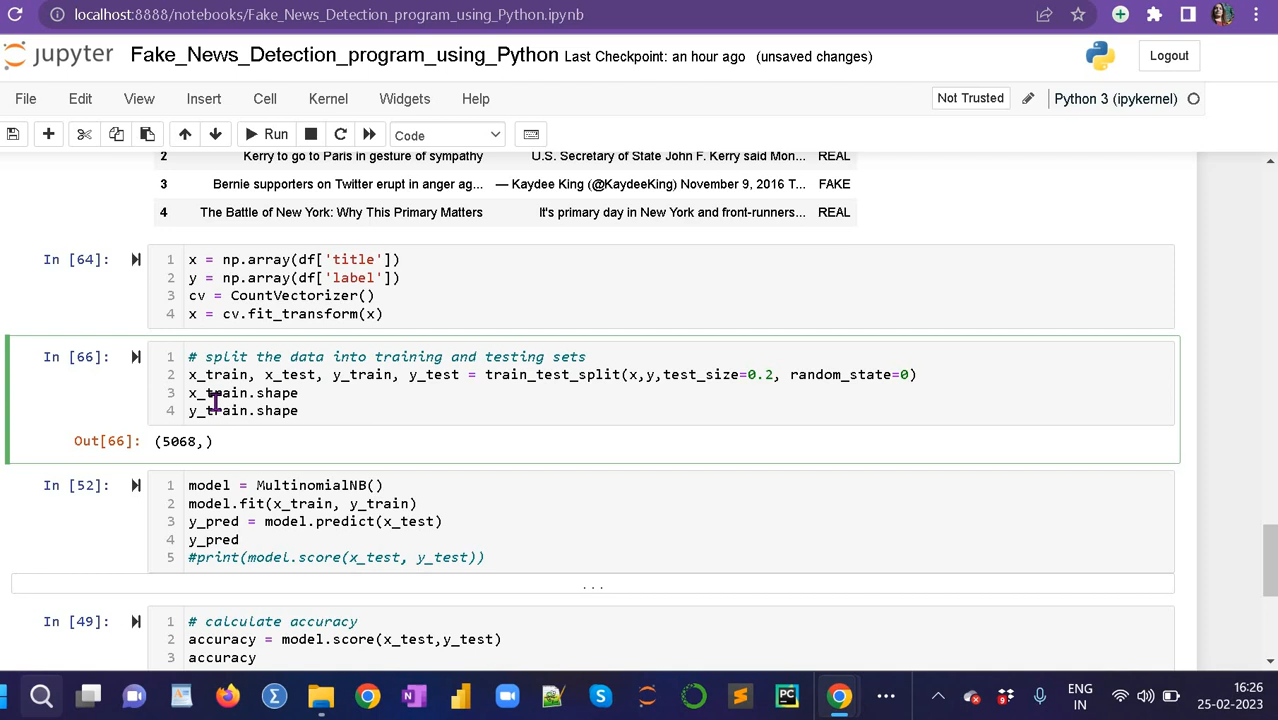 localhost:8888/notebooks/Fake_News_Detection_program_using_Python.ipynb
jupyter Fake_News_Detection_program_using_Python Last Checkpoint: an hour ago (unsaved changes) Logout
File Edit View Insert Cell Kernel Widgets Help Not Trusted Python 3 (ipykernel)
Run Code
2 Kerry to go to Paris in gesture of sympathy U.S. Secretary of State John F. Kerry said Mon... REAL
3 Bernie supporters on Twitter erupt in anger ag... — Kaydee King (@KaydeeKing) November 9, 2016 T... FAKE
4 The Battle of New York: Why This Primary Matters It's primary day in New York and front-runners... REAL
In [64]: 1 x = np.array(df['title'])
2 y = np.array(df['label'])
3 cv = CountVectorizer()
4 x = cv.fit_transform(x)
In [66]: 1 # split the data into training and testing sets
2 x_train, x_test, y_train, y_test = train_test_split(x,y,test_size=0.2, random_state=0)
3 x_train.shape
4 y_train.shape
Out[66]: (5068,)
In [52]: 1 model = MultinomialNB()
2 model.fit(x_train, y_train)
3 y_pred = model.predict(x_test)
4 y_pred
5 #print(model.score(x_test, y_test))
...
In [49]: 1 # calculate accuracy
2 accuracy = model.score(x_test,y_test)
3 accuracy
ENG
IN
16:26
25-02-2023